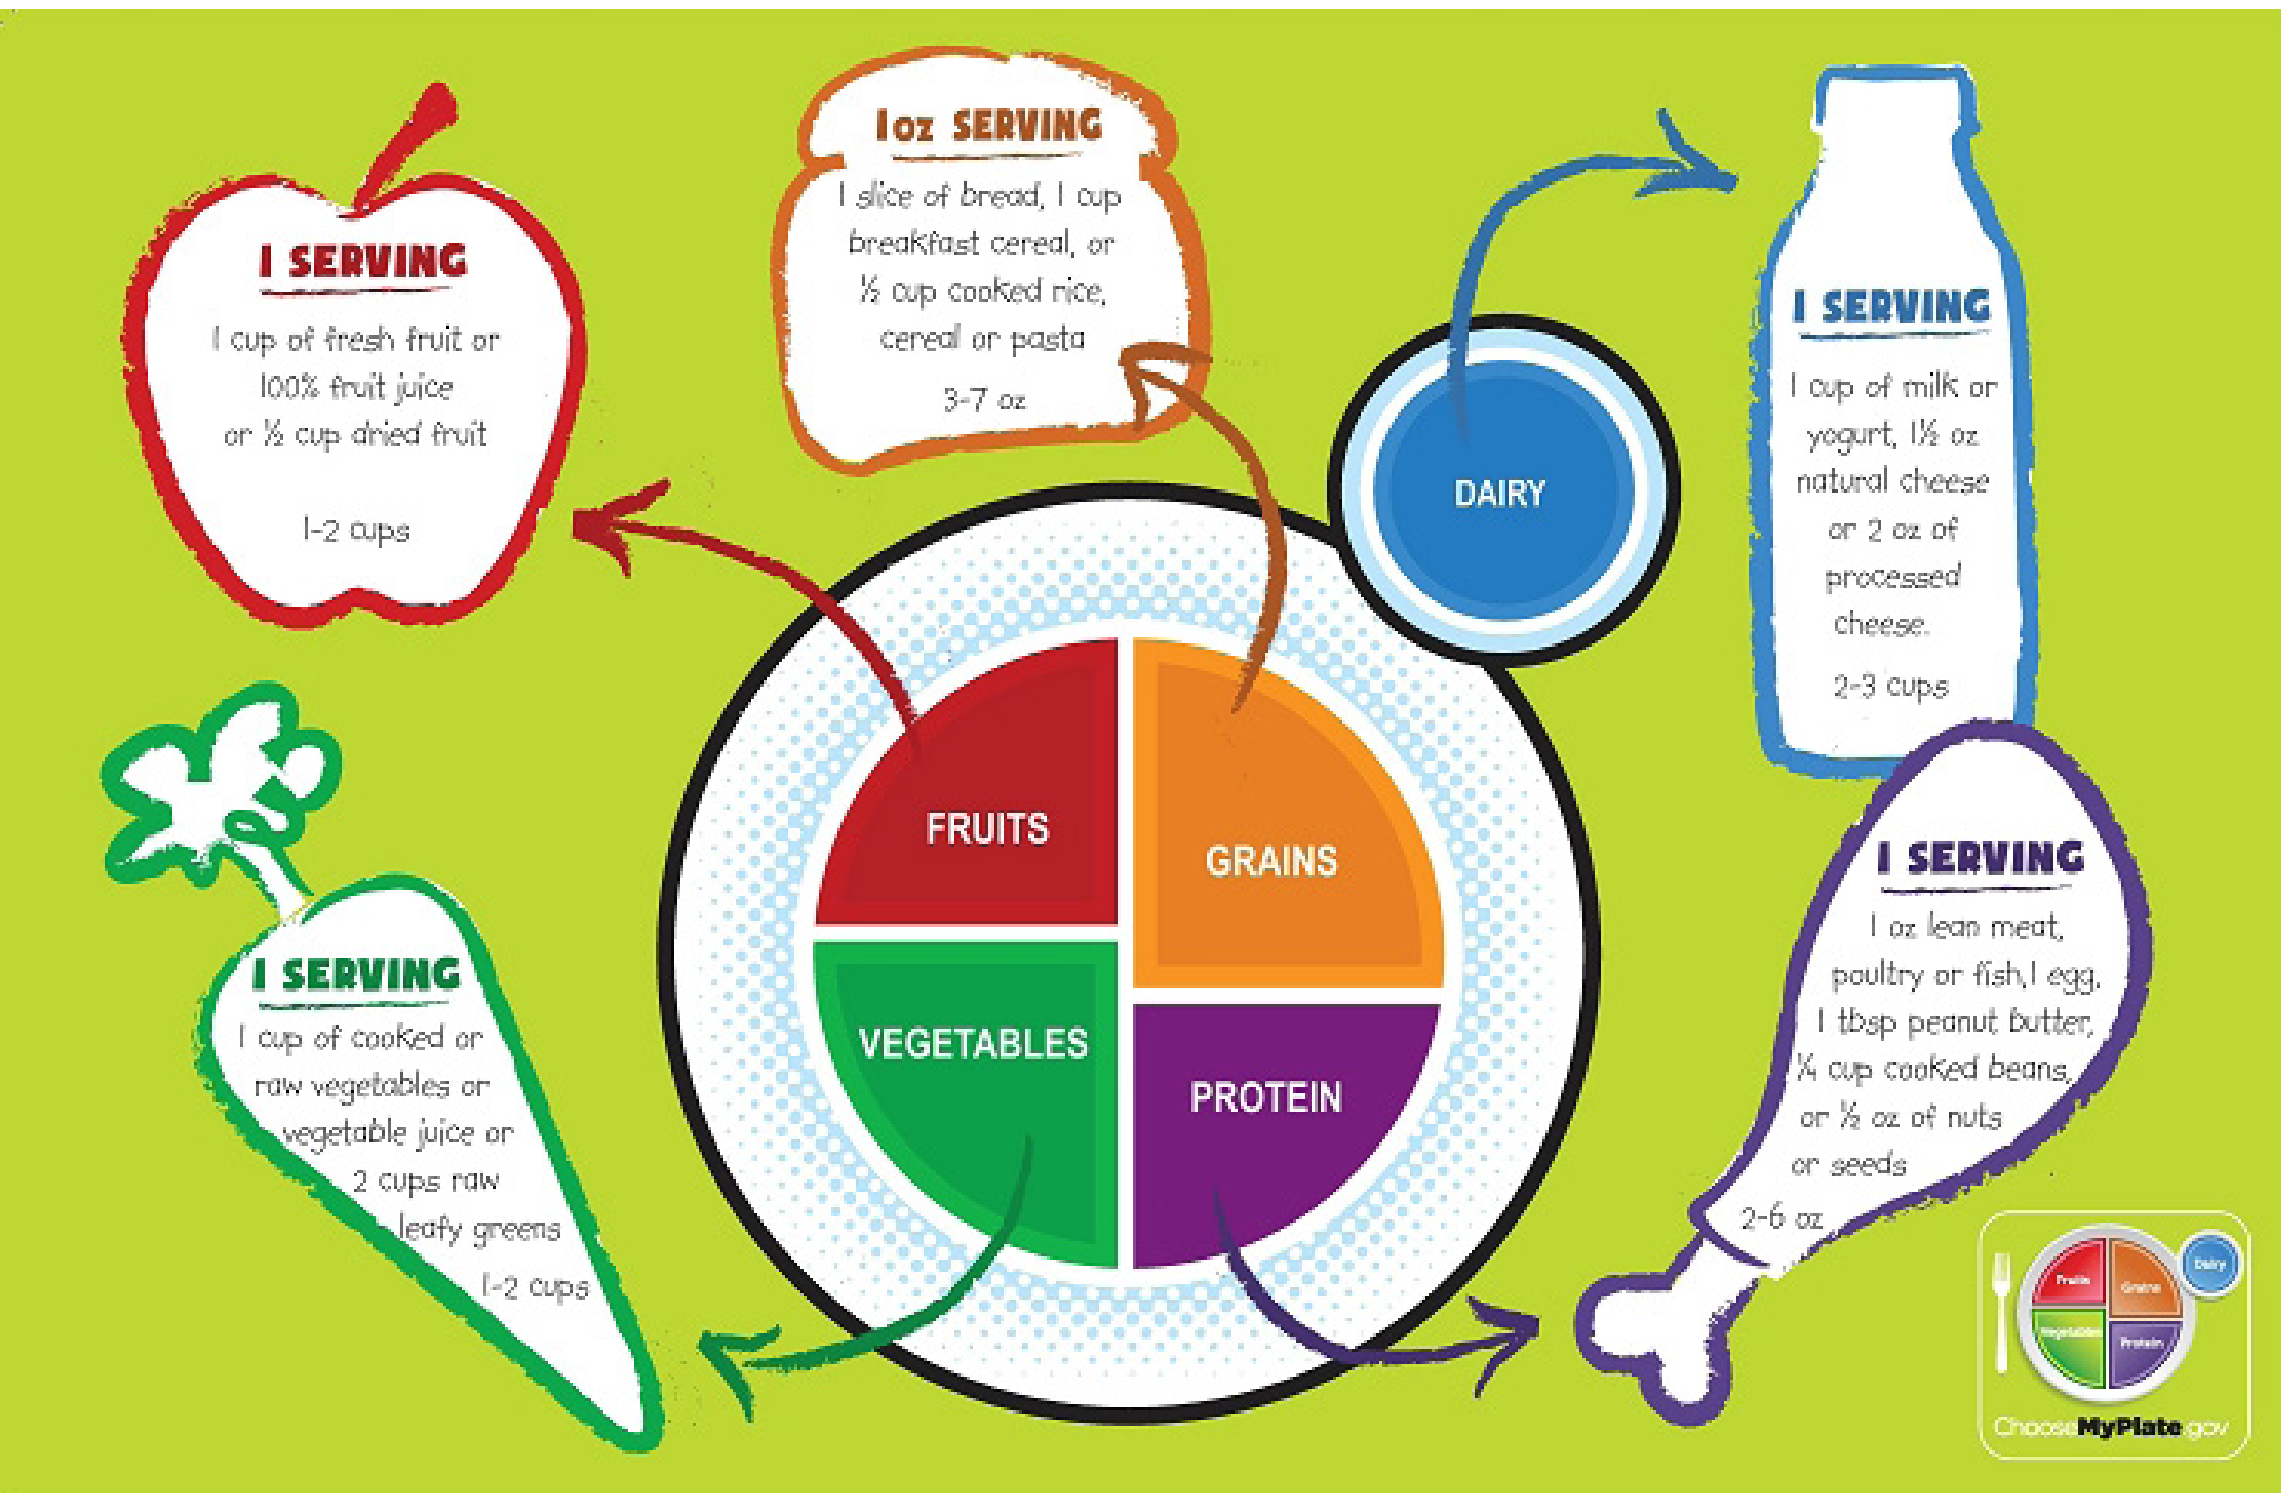 1 SERVING
1 cup of fresh fruit or
100% fruit juice
or ½ cup dried fruit
1-2 cups
1oz SERVING
1 slice of bread, 1 cup
breakfast cereal, or
½ cup cooked rice,
cereal or pasta
3-7 oz
DAIRY
1 SERVING
1 cup of milk or
yogurt, 1½ oz
natural cheese
or 2 oz of
processed
cheese.
2-3 cups
FRUITS
GRAINS
VEGETABLES
PROTEIN
1 SERVING
1 cup of cooked or
raw vegetables or
vegetable juice or
2 cups raw
leafy greens
1-2 cups
1 SERVING
1 oz lean meat,
poultry or fish,1 egg,
1 tbsp peanut butter,
¼ cup cooked beans,
or ½ oz of nuts
or seeds
2-6 oz
Fruits
Grains
Dairy
Vegetables
Protein
ChooseMyPlate.gov